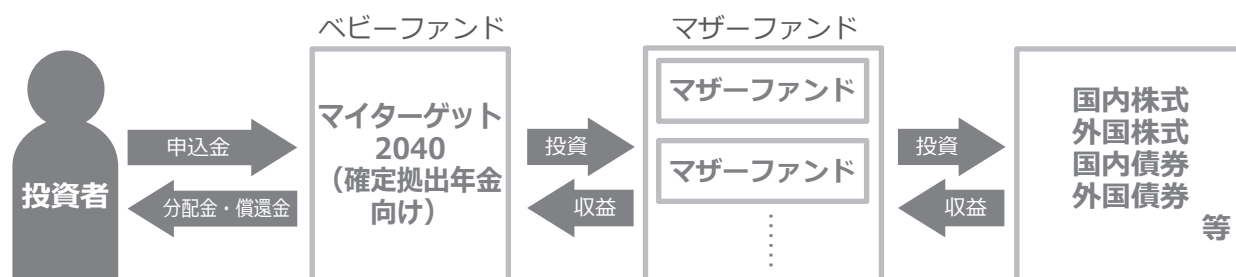 ベビーファンド
マザーファンド
投資者
申込金
分配金・償還金
マイターゲット
2040
（確定拠出年金
向け）
投資
収益
マザーファンド
マザーファンド
投資
収益
国内株式
外国株式
国内債券
外国債券
等